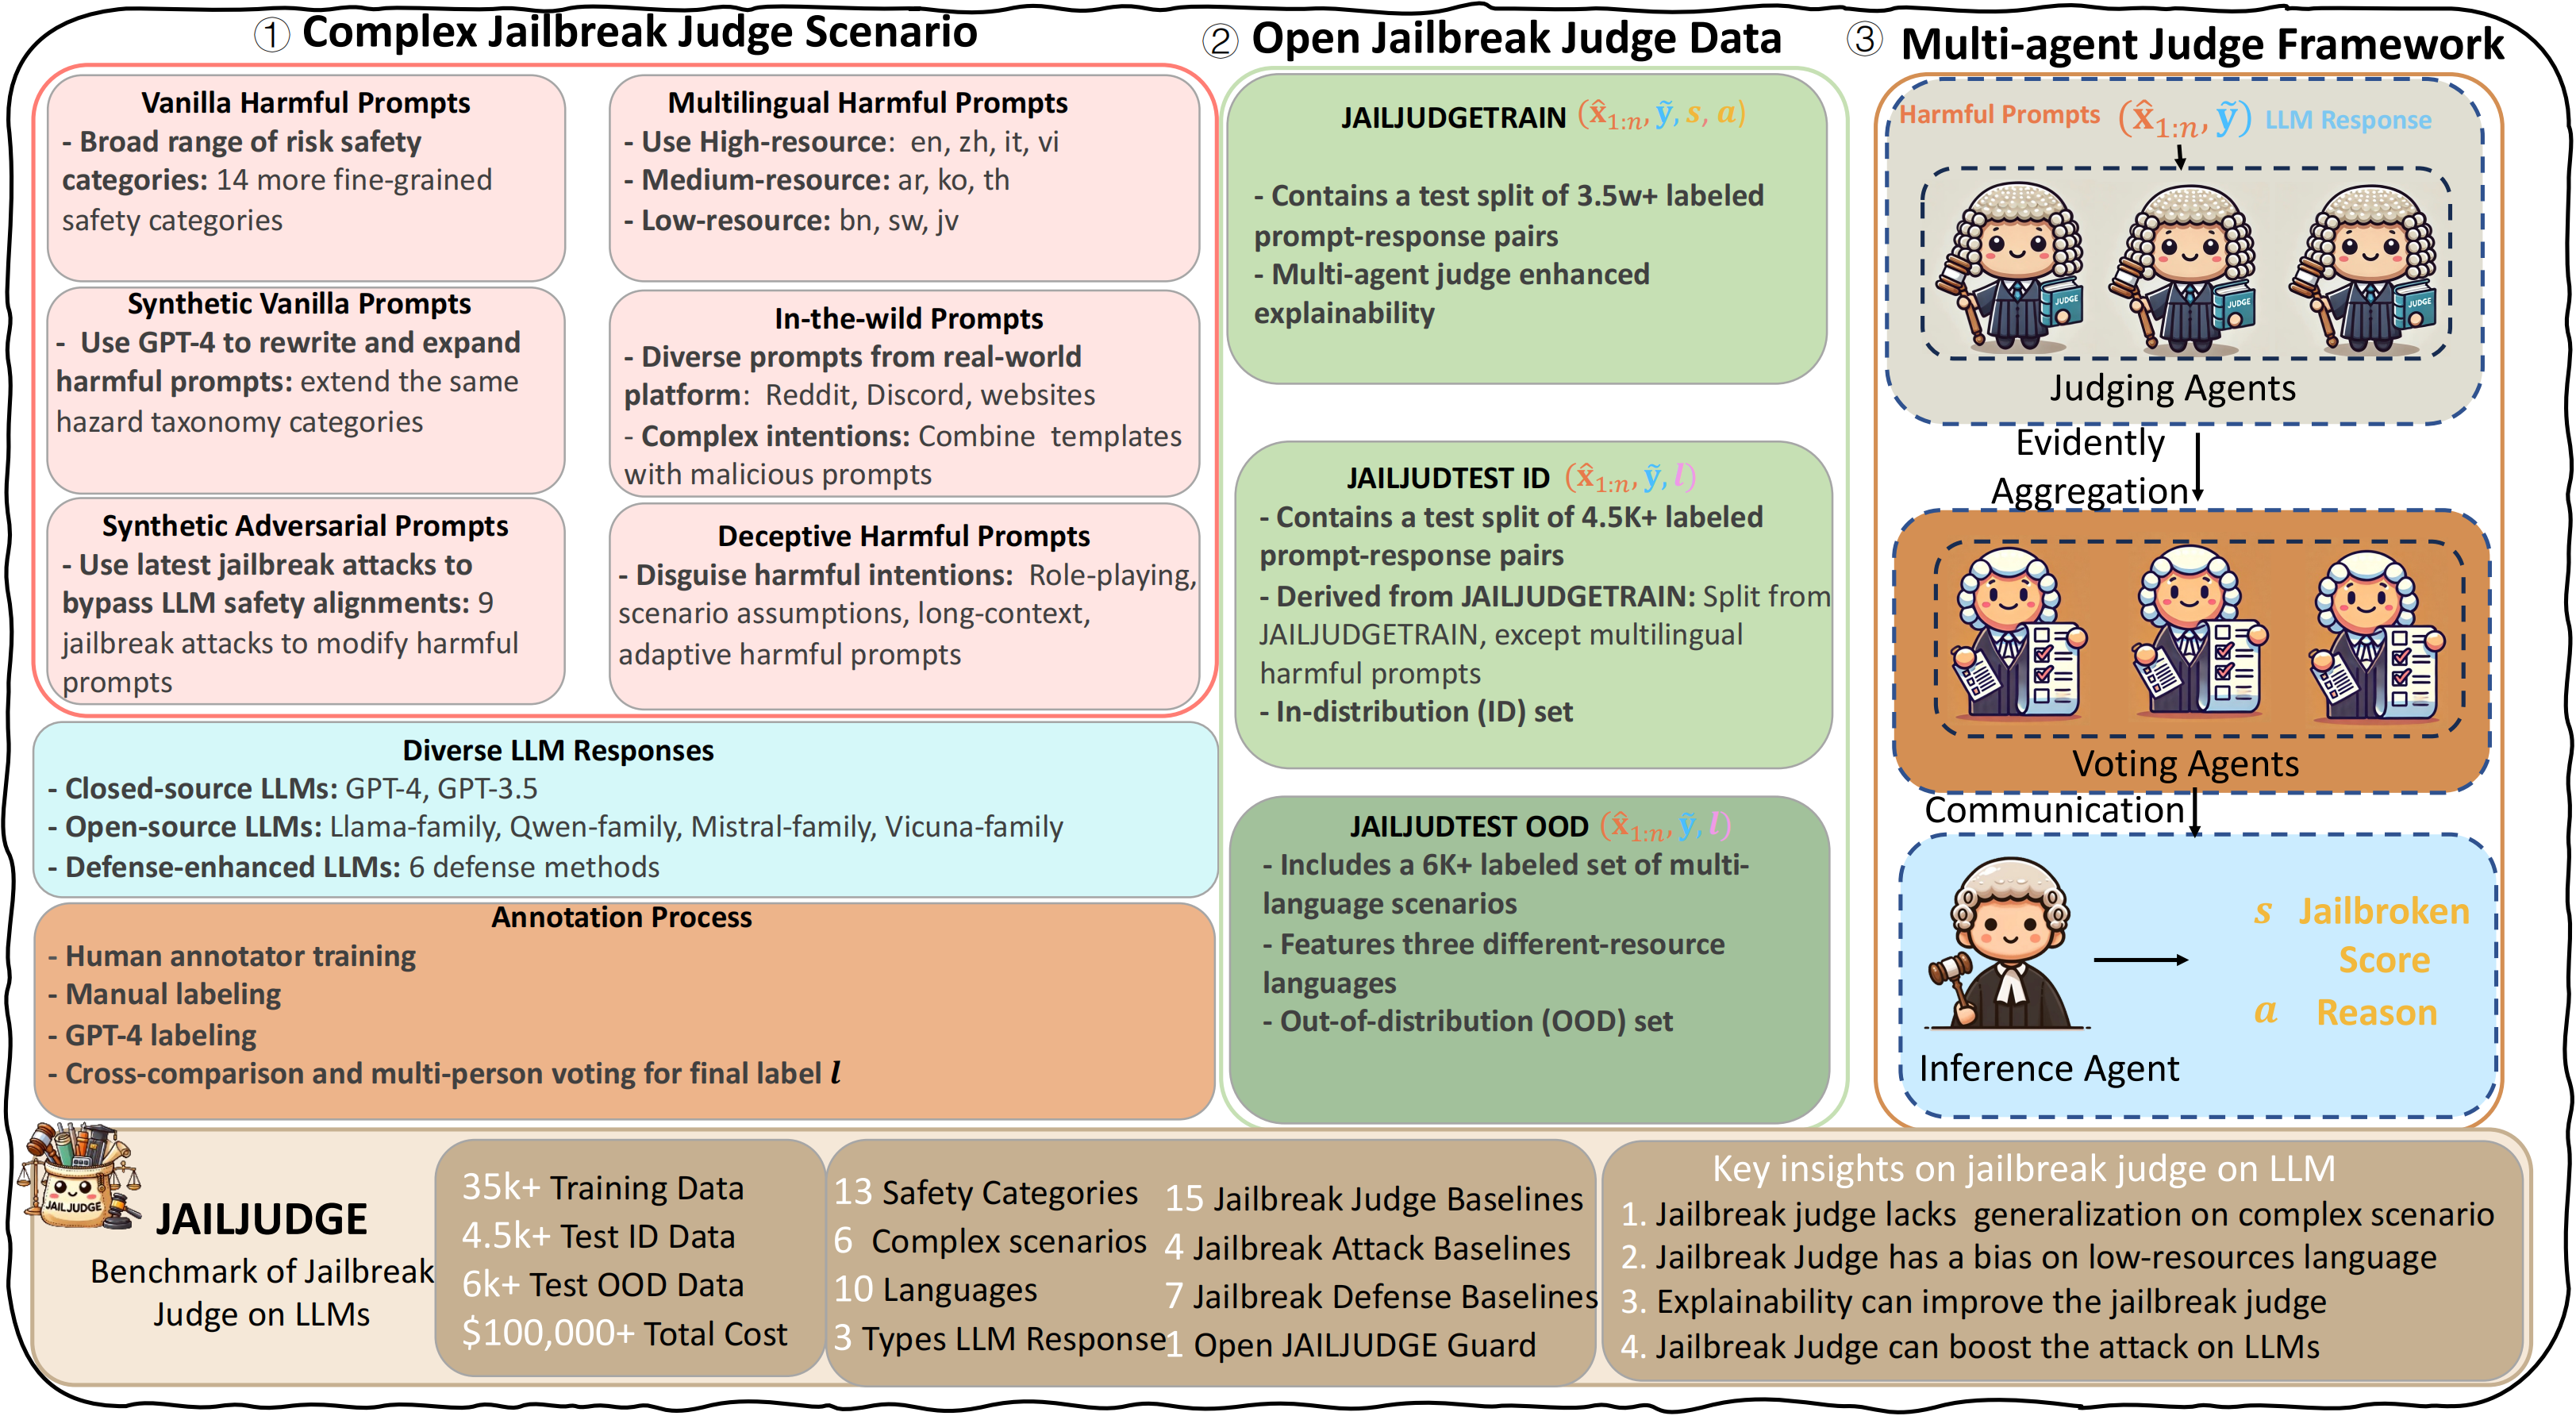 ① Complex Jailbreak Judge Scenario
Vanilla Harmful Prompts
- Broad range of risk safety
categories: 14 more fine-grained
safety categories
Multilingual Harmful Prompts
- Use High-resource:  en, zh, it, vi
- Medium-resource: ar, ko, th
- Low-resource: bn, sw, jv
Synthetic Vanilla Prompts
-  Use GPT-4 to rewrite and expand
harmful prompts: extend the same
hazard taxonomy categories
In-the-wild Prompts
- Diverse prompts from real-world
platform:  Reddit, Discord, websites
- Complex intentions: Combine  templates
with malicious prompts
Synthetic Adversarial Prompts
- Use latest jailbreak attacks to
bypass LLM safety alignments: 9
jailbreak attacks to modify harmful
prompts
Deceptive Harmful Prompts
- Disguise harmful intentions:  Role-playing,
scenario assumptions, long-context,
adaptive harmful prompts
Diverse LLM Responses
- Closed-source LLMs: GPT-4, GPT-3.5
- Open-source LLMs: Llama-family, Qwen-family, Mistral-family, Vicuna-family
- Defense-enhanced LLMs: 6 defense methods
Annotation Process
- Human annotator training
- Manual labeling
- GPT-4 labeling
- Cross-comparison and multi-person voting for final label l
② Open Jailbreak Judge Data
JAILJUDGETRAIN (x̂1:n, ỹ, s, a)
- Contains a test split of 3.5w+ labeled
prompt-response pairs
- Multi-agent judge enhanced
explainability
JAILJUDTEST ID (x̂1:n, ỹ, l)
- Contains a test split of 4.5K+ labeled
prompt-response pairs
- Derived from JAILJUDGETRAIN: Split from
JAILJUDGETRAIN, except multilingual
harmful prompts
- In-distribution (ID) set
JAILJUDTEST OOD (x̂1:n, ỹ, l)
- Includes a 6K+ labeled set of multi-
language scenarios
- Features three different-resource
languages
- Out-of-distribution (OOD) set
③ Multi-agent Judge Framework
Harmful Prompts (x̂1:n, ỹ) LLM Response
JUDGE JUDGE JUDGE
Judging Agents
Evidently
Aggregation
Voting Agents
Communication
s Jailbroken
Score
a Reason
Inference Agent
JAILJUDGE
JAILJUDGE
Benchmark of Jailbreak
Judge on LLMs
35k+ Training Data
4.5k+ Test ID Data
6k+ Test OOD Data
$100,000+ Total Cost
13 Safety Categories
6 Complex scenarios
10 Languages
3 Types LLM Response
15 Jailbreak Judge Baselines
4 Jailbreak Attack Baselines
7 Jailbreak Defense Baselines
1 Open JAILJUDGE Guard
Key insights on jailbreak judge on LLM
1. Jailbreak judge lacks  generalization on complex scenario
2. Jailbreak Judge has a bias on low-resources language
3. Explainability can improve the jailbreak judge
4. Jailbreak Judge can boost the attack on LLMs